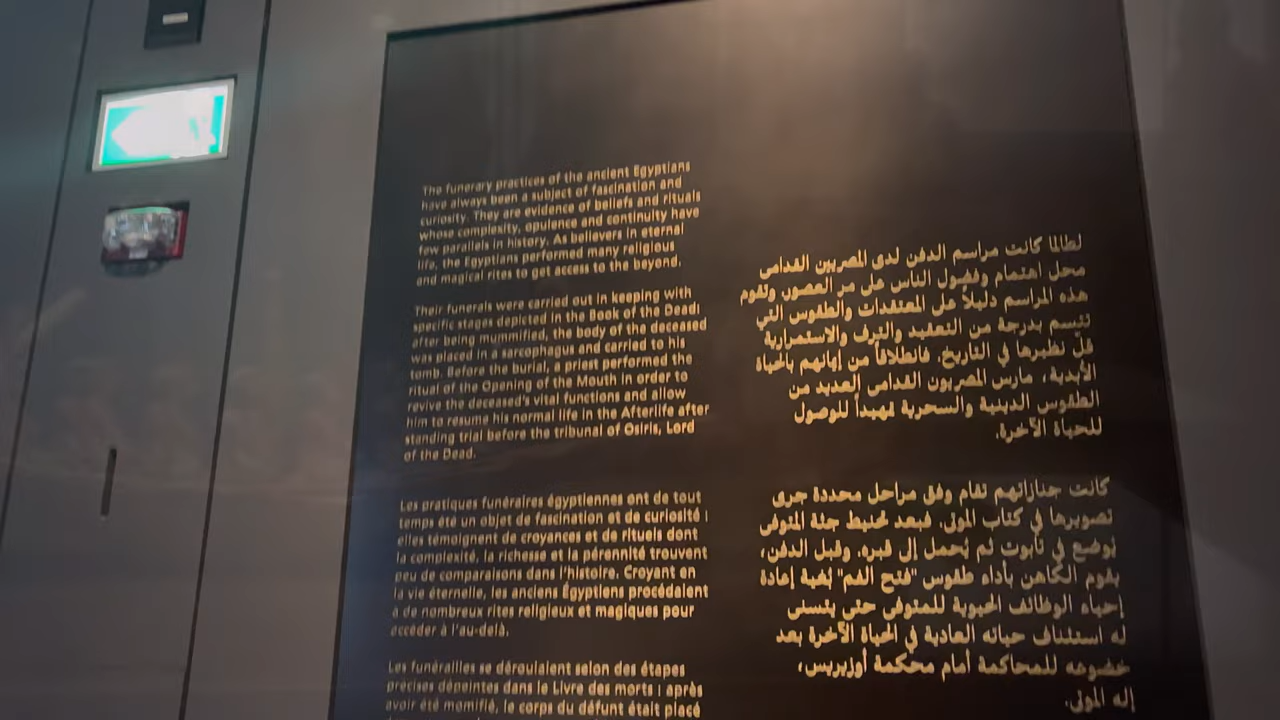 The funerary practices of the ancient Egyptians
have always been a subject of fascination and
curiosity. They are evidence of beliefs and rituals
whose complexity, opulence and continuity have
few parallels in history. As believers in eternal
life, the Egyptians performed many religious
and magical rites to get access to the beyond.
Their funerals were carried out in keeping with
specific stages depicted in the Book of the Dead:
after being mummified, the body of the deceased
was placed in a sarcophagus and carried to his
tomb. Before the burial, a priest performed the
ritual of the Opening of the Mouth in order to
revive the deceased's vital functions and allow
him to resume his normal life in the Afterlife after
standing trial before the tribunal of Osiris, Lord
of the Dead.
Les pratiques funéraires égyptiennes ont de tout
temps été un objet de fascination et de curiosité :
elles témoignent de croyances et de rituels dont
la complexité, la richesse et la pérennité trouvent
peu de comparaisons dans l'histoire. Croyant en
la vie éternelle, les anciens Égyptiens procédaient
à de nombreux rites religieux et magiques pour
accéder à l'au-delà.
Les funérailles se déroulaient selon des étapes
précises dépeintes dans le Livre des morts : après
avoir été momifié, le corps du défunt était placé
لطالما كانت مراسم الدفن لدى المصريين القدامى
محل اهتمام وفضول الناس على مر العصور، وتقوم
هذه المراسم دليلاً على المعتقدات والطقوس التي
تتسم بدرجة من التعقيد والترف والاستمرارية
قلّ نظيرها في التاريخ. فانطلاقاً من إيمانهم بالحياة
الأبدية، مارس المصريون القدامى العديد من
الطقوس الدينية والسحرية تمهيداً للوصول
للحياة الآخرة.
كانت جنازاتهم تقام وفق مراحل محددة جرى
تصويرها في كتاب الموتى. فبعد تحنيط جثة المتوفى
يُوضع في تابوت ثم يُحمل إلى قبره. وقبل الدفن،
يقوم الكاهن بأداء طقوس "فتح الفم" بُغية إعادة
إحياء الوظائف الحيوية للمتوفى حتى يتسنى
له استئناف حياته العادية في الحياة الآخرة بعد
خضوعه للمحاكمة أمام محكمة أوزيريس،
إله الموتى.